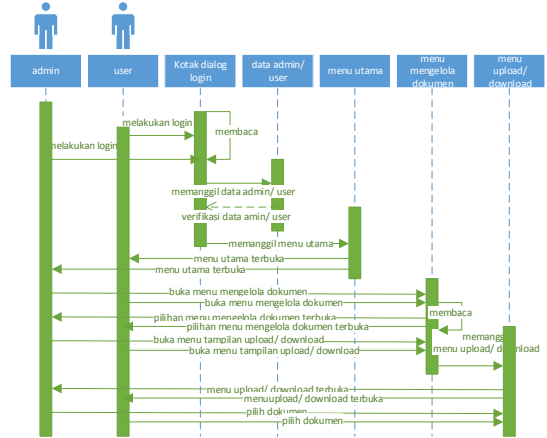 admin
user
Kotak dialog
login
data admin/
user
menu utama
menu
mengelola
dokumen
menu
upload/
download
melakukan login
membaca
melakukan login
memanggil data admin/ user
verifikasi data amin/ user
memanggil menu utama
menu utama terbuka
menu utama terbuka
buka menu mengelola dokumen
buka menu mengelola dokumen
membaca
pilihan menu mengelola dokumen terbuka
pilihan menu mengelola dokumen terbuka
buka menu tampilan upload/ download
buka menu tampilan upload/ download
menu upload/ download terbuka
menuupload/ download terbuka
pilih dokumen
pilih dokumen